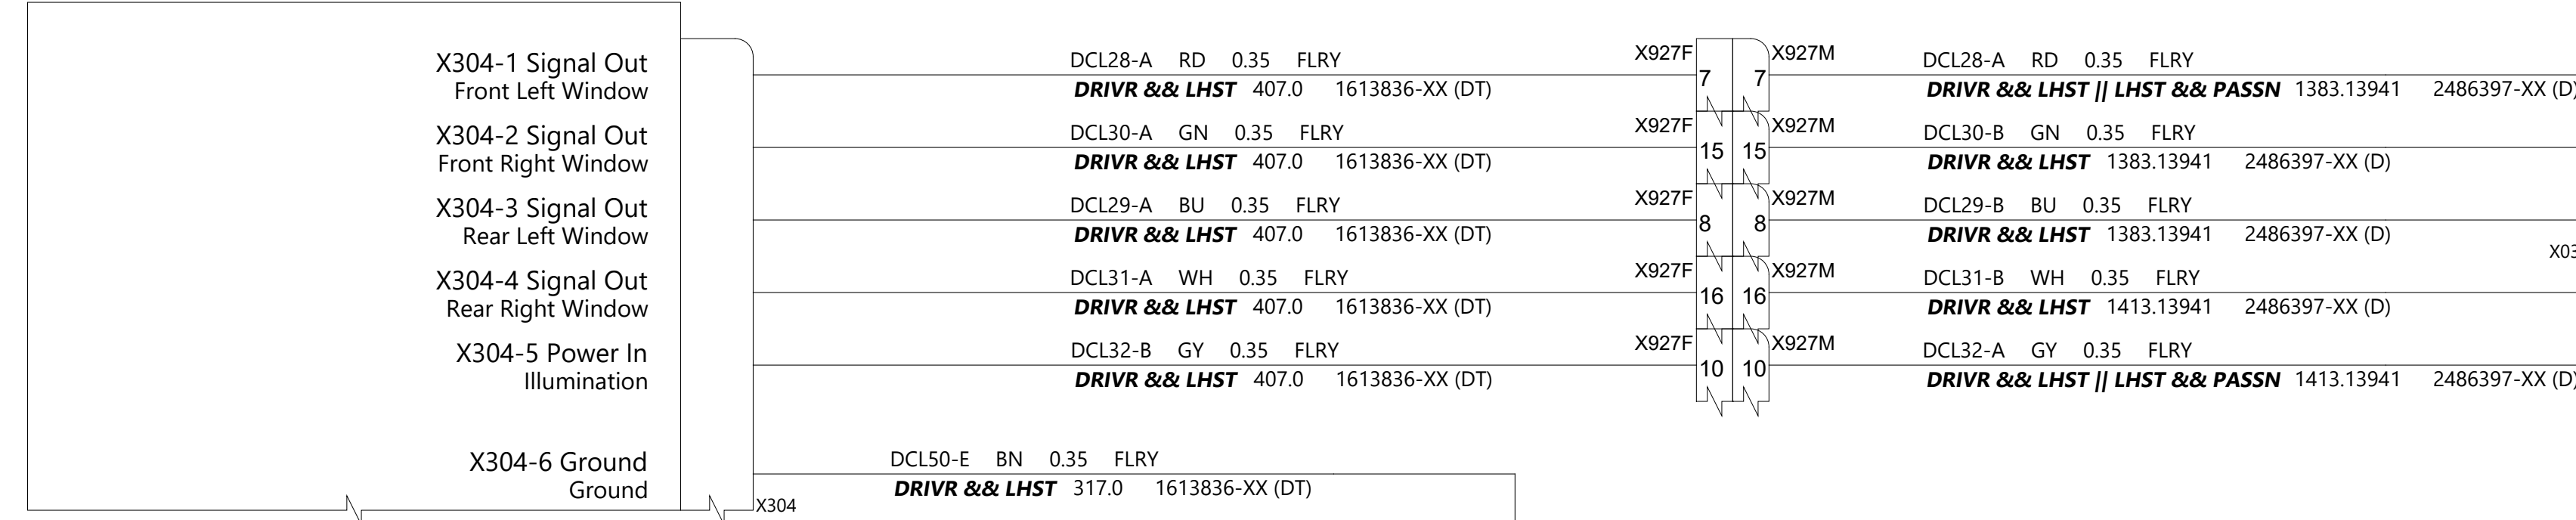 X304-1 Signal Out
Front Left Window
DCL28-A RD 0.35 FLRY
DRIVR && LHST 407.0 1613836-XX (DT)
X927F 7 7 X927M
DCL28-A RD 0.35 FLRY
DRIVR && LHST || LHST && PASSN 1383.13941 2486397-XX (D)
X304-2 Signal Out
Front Right Window
DCL30-A GN 0.35 FLRY
DRIVR && LHST 407.0 1613836-XX (DT)
X927F 15 15 X927M
DCL30-B GN 0.35 FLRY
DRIVR && LHST 1383.13941 2486397-XX (D)
X304-3 Signal Out
Rear Left Window
DCL29-A BU 0.35 FLRY
DRIVR && LHST 407.0 1613836-XX (DT)
X927F 8 8 X927M
DCL29-B BU 0.35 FLRY
DRIVR && LHST 1383.13941 2486397-XX (D)
X03
X304-4 Signal Out
Rear Right Window
DCL31-A WH 0.35 FLRY
DRIVR && LHST 407.0 1613836-XX (DT)
X927F 16 16 X927M
DCL31-B WH 0.35 FLRY
DRIVR && LHST 1413.13941 2486397-XX (D)
X304-5 Power In
Illumination
DCL32-B GY 0.35 FLRY
DRIVR && LHST 407.0 1613836-XX (DT)
X927F 10 10 X927M
DCL32-A GY 0.35 FLRY
DRIVR && LHST || LHST && PASSN 1413.13941 2486397-XX (D)
X304-6 Ground
Ground
X304
DCL50-E BN 0.35 FLRY
DRIVR && LHST 317.0 1613836-XX (DT)